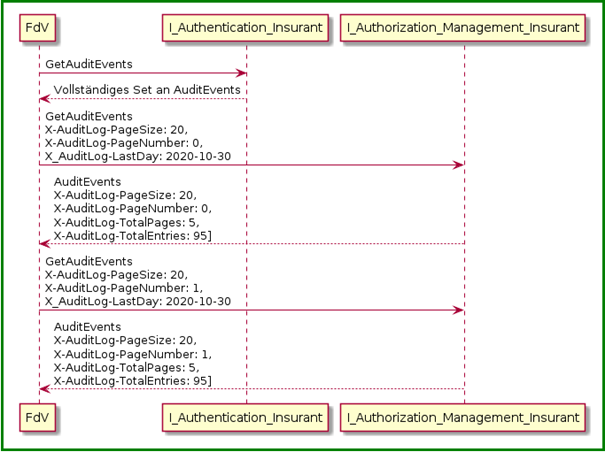 FdV
I_Authentication_Insurant
I_Authorization_Management_Insurant
GetAuditEvents
Vollständiges Set an AuditEvents
GetAuditEvents
X-AuditLog-PageSize: 20,
X-AuditLog-PageNumber: 0,
X_AuditLog-LastDay: 2020-10-30
AuditEvents
X-AuditLog-PageSize: 20,
X-AuditLog-PageNumber: 0,
X-AuditLog-TotalPages: 5,
X-AuditLog-TotalEntries: 95]
GetAuditEvents
X-AuditLog-PageSize: 20,
X-AuditLog-PageNumber: 1,
X_AuditLog-LastDay: 2020-10-30
AuditEvents
X-AuditLog-PageSize: 20,
X-AuditLog-PageNumber: 1,
X-AuditLog-TotalPages: 5,
X-AuditLog-TotalEntries: 95]
FdV
I_Authentication_Insurant
I_Authorization_Management_Insurant